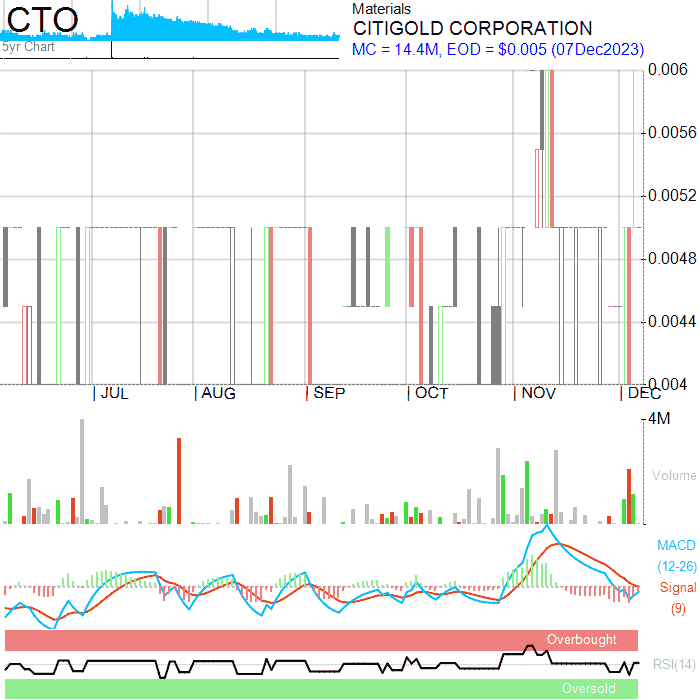 CTO
5yr Chart
Materials
CITIGOLD CORPORATION
MC = 14.4M, EOD = $0.005 (07Dec2023)
0.006
0.0056
0.0052
0.0048
0.0044
0.004
JUL AUG SEP OCT NOV DEC
4M
Volume
MACD
(12-26)
Signal
(9)
Overbought
RSI(14)
Oversold